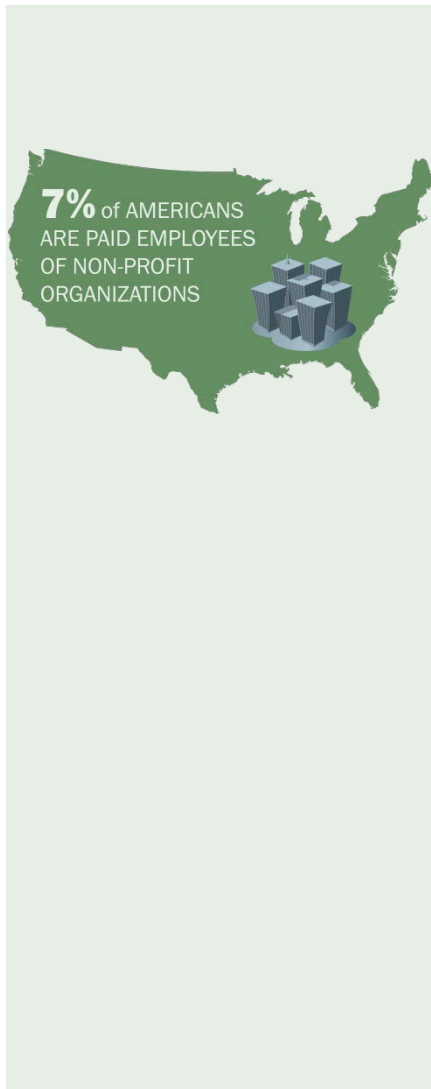 7% of AMERICANS
ARE PAID EMPLOYEES
OF NON-PROFIT
ORGANIZATIONS